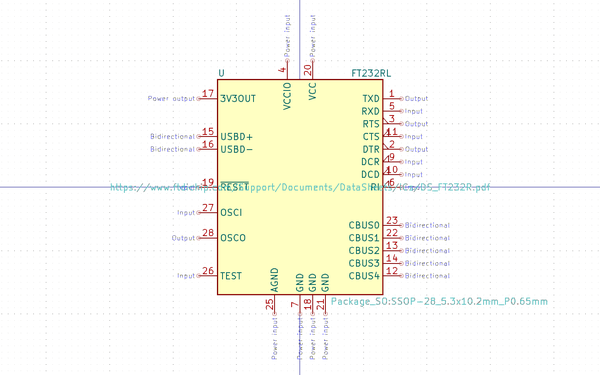 Power input
Power input
4
20
U
FT232RL
VCCIO
VCC
Power output 17 3V3OUT
TXD 1 Output
RXD 5 Input
RTS 3 Output
Bidirectional 15 USBD+
CTS 11 Input
Bidirectional 16 USBD-
DTR 2 Output
DCR 9 Input
DCD 10 Input
19 RESET
RI 6
https://www.ftdichip.com/Support/Documents/DataSheets/ICs/DS_FT232R.pdf
Input 27 OSCI
CBUS0 23 Bidirectional
Output 28 OSCO
CBUS1 22 Bidirectional
CBUS2 13 Bidirectional
CBUS3 14 Bidirectional
Input 26 TEST
CBUS4 12 Bidirectional
AGND
GND
GND
GND
25
7
18
21
Package_SO:SSOP-28_5.3x10.2mm_P0.65mm
Power input
Power input
Power input
Power input